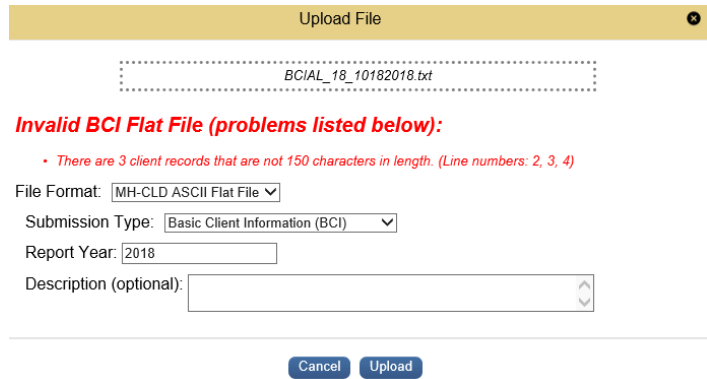 Upload File
BCIAL_18_10182018.txt
Invalid BCI Flat File (problems listed below):
• There are 3 client records that are not 150 characters in length. (Line numbers: 2, 3, 4)
File Format: MH-CLD ASCII Flat File
Submission Type: Basic Client Information (BCI)
Report Year: 2018
Description (optional):
Cancel Upload